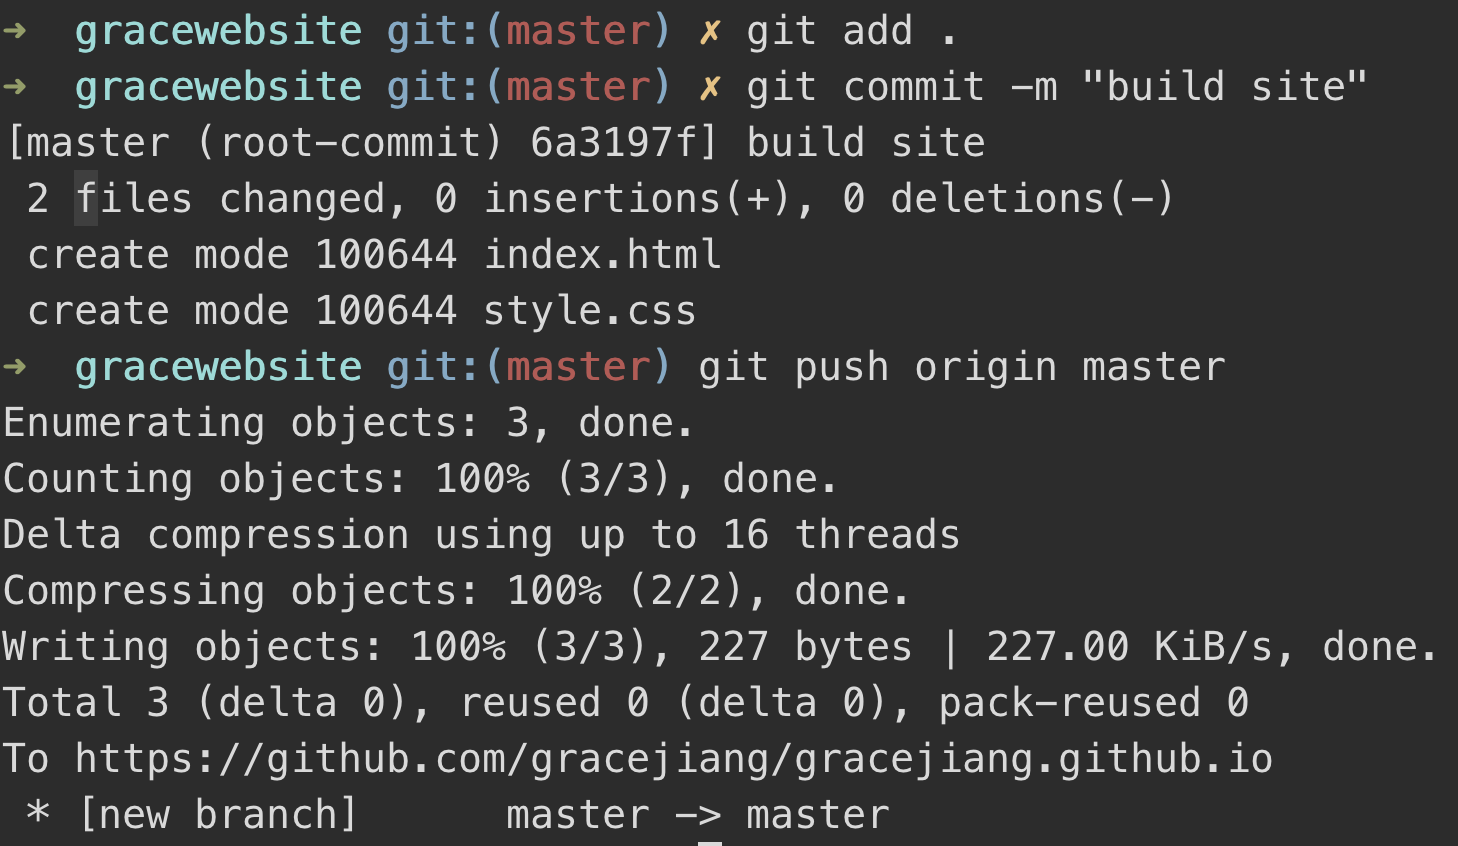 ➜  gracewebsite git:(master) ✗ git add .
➜  gracewebsite git:(master) ✗ git commit -m "build site"
[master (root-commit) 6a3197f] build site
 2 files changed, 0 insertions(+), 0 deletions(-)
 create mode 100644 index.html
 create mode 100644 style.css
➜  gracewebsite git:(master) git push origin master
Enumerating objects: 3, done.
Counting objects: 100% (3/3), done.
Delta compression using up to 16 threads
Compressing objects: 100% (2/2), done.
Writing objects: 100% (3/3), 227 bytes | 227.00 KiB/s, done.
Total 3 (delta 0), reused 0 (delta 0), pack-reused 0
To https://github.com/gracejiang/gracejiang.github.io
 * [new branch]      master -> master